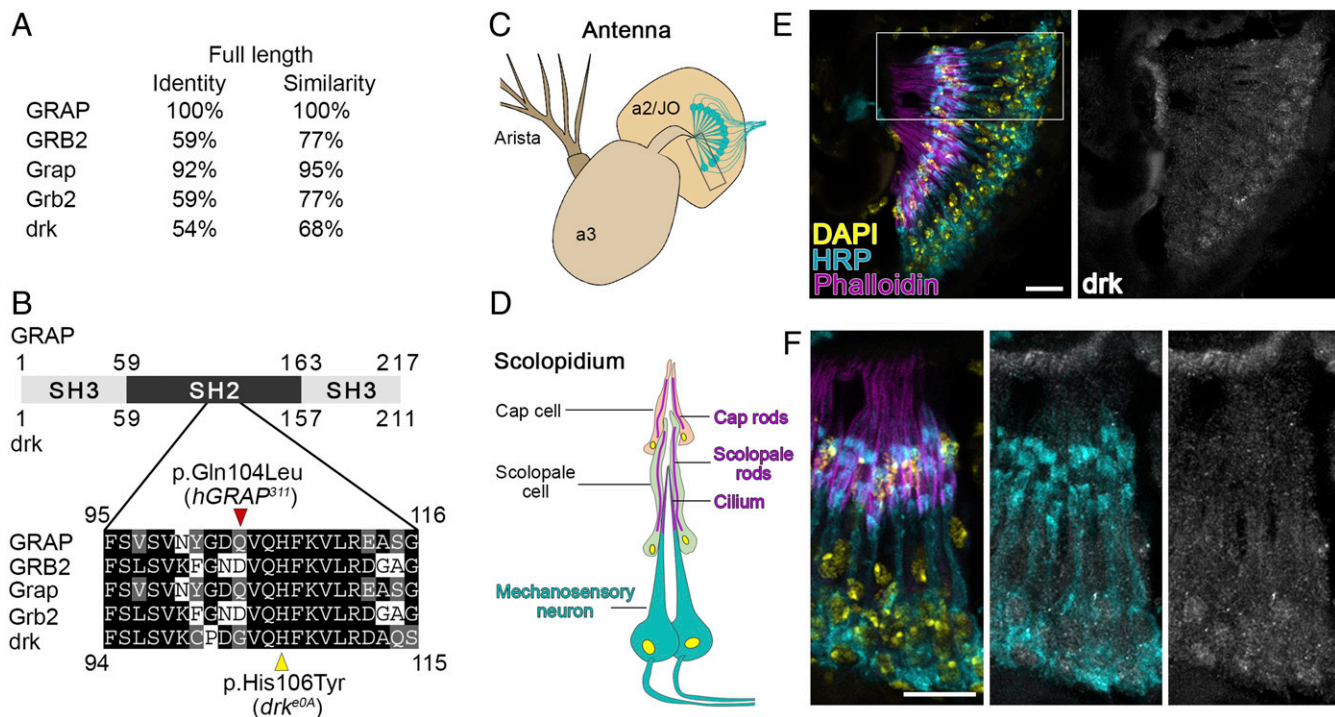 A
Full length
Identity Similarity
GRAP 100% 100%
GRB2 59% 77%
Grap 92% 95%
Grb2 59% 77%
drk 54% 68%
B
GRAP
1 59 163 217
SH3 SH2 SH3
1 59 157 211
drk
p.Gln104Leu
(hGRAP311)
95 116
GRAP FSVSVNYGDQVQHFKVLREASG
GRB2 FSLSVKFGNDVQHFKVLRDGAG
Grap FSVSVNYGDQVQHFKVLREASG
Grb2 FSLSVKFGNDVQHFKVLRDGAG
drk FSLSVKCPDGVQHFKVLRDAQS
94 115
p.His106Tyr
(drke0A)
C
Antenna
Arista
a2/JO
a3
D
Scolopidium
Cap cell
Cap rods
Scolopale
cell
Scolopale
rods
Cilium
Mechanosensory
neuron
E
DAPI
HRP
Phalloidin
drk
F